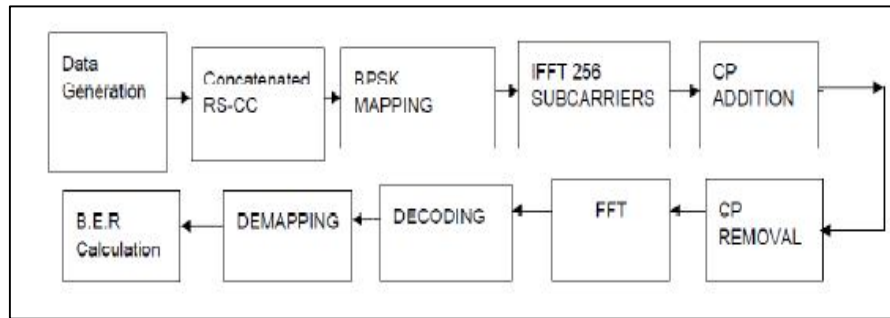 Data
Generation
Concatenated
RS-CC
BPSK
MAPPING
IFFT 256
SUBCARRIERS
CP
ADDITION
B.E.R
Calculation
DEMAPPING
DECODING
FFT
CP
REMOVAL